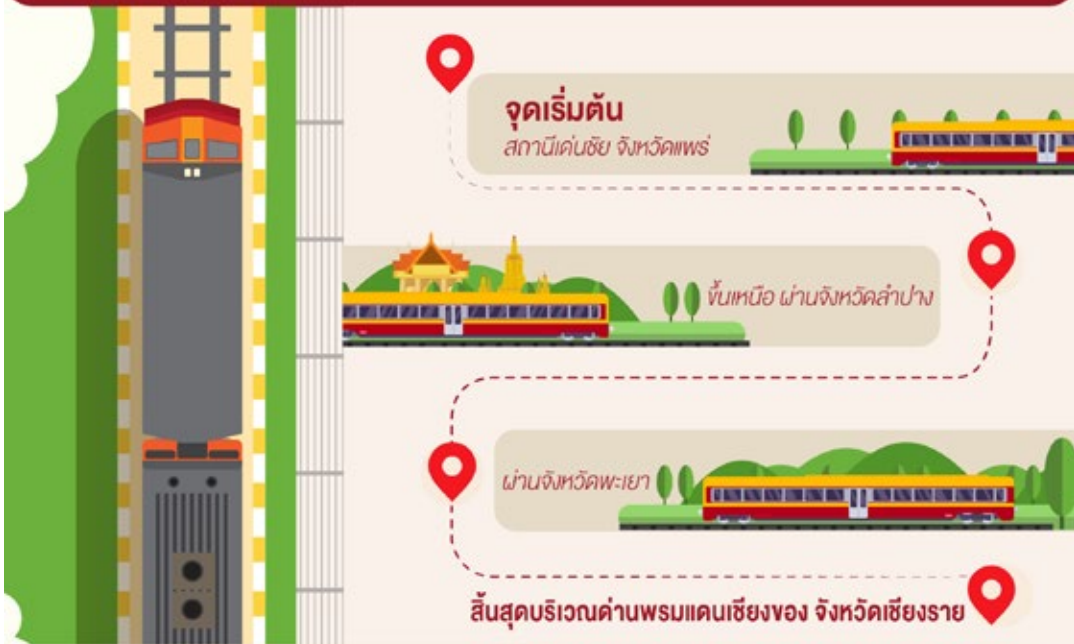 จุดเริ่มต้น
สถานีเด่นชัย จังหวัดแพร่
ขึ้นเหนือ ผ่านจังหวัดลำปาง
ผ่านจังหวัดพะเยา
สิ้นสุดบริเวณด่านพรมแดนเชียงของ จังหวัดเชียงราย